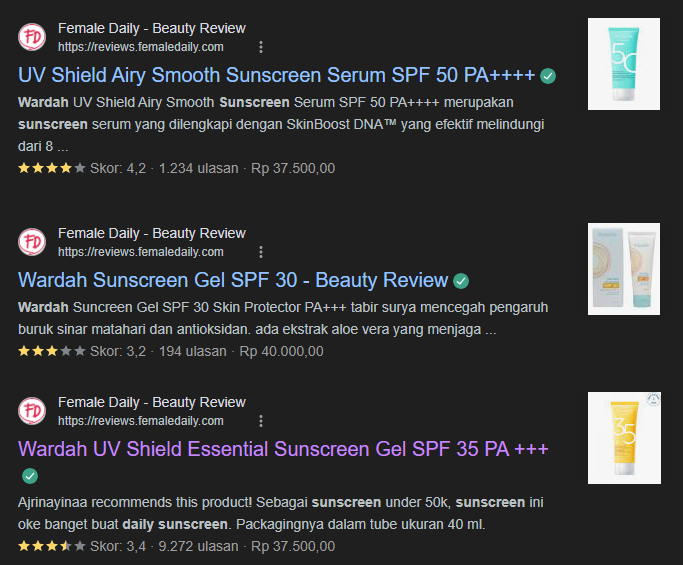 Female Daily - Beauty Review
https://reviews.femaledaily.com
UV Shield Airy Smooth Sunscreen Serum SPF 50 PA++++
Wardah UV Shield Airy Smooth Sunscreen Serum SPF 50 PA++++ merupakan
sunscreen serum yang dilengkapi dengan SkinBoost DNA™ yang efektif melindungi
dari 8 ...
Skor: 4,2 · 1.234 ulasan · Rp 37.500,00
FD
50
Female Daily - Beauty Review
https://reviews.femaledaily.com
Wardah Sunscreen Gel SPF 30 - Beauty Review
Wardah Suncreen Gel SPF 30 Skin Protector PA+++ tabir surya mencegah pengaruh
buruk sinar matahari dan antioksidan. ada ekstrak aloe vera yang menjaga ...
Skor: 3,2 · 194 ulasan · Rp 40.000,00
FD
Female Daily - Beauty Review
https://reviews.femaledaily.com
Wardah UV Shield Essential Sunscreen Gel SPF 35 PA +++
Ajrinayinaa recommends this product! Sebagai sunscreen under 50k, sunscreen ini
oke banget buat daily sunscreen. Packagingnya dalam tube ukuran 40 ml.
Skor: 3,4 · 9.272 ulasan · Rp 37.500,00
FD
35